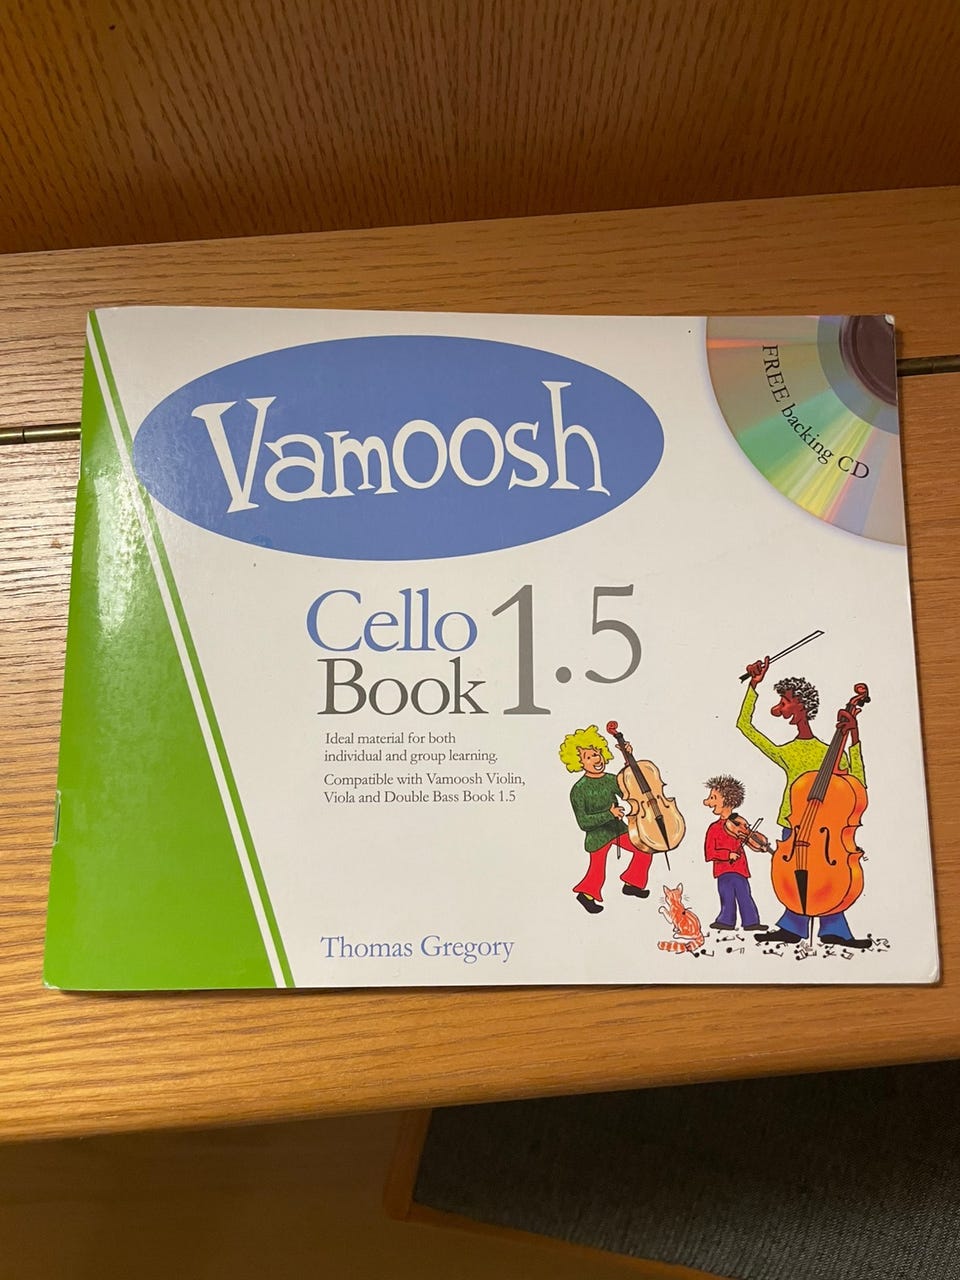 Vamoosh
FREE backing CD
Cello
Book 1.5
Ideal material for both
individual and group learning.
Compatible with Vamoosh Violin,
Viola and Double Bass Book 1.5
Thomas Gregory